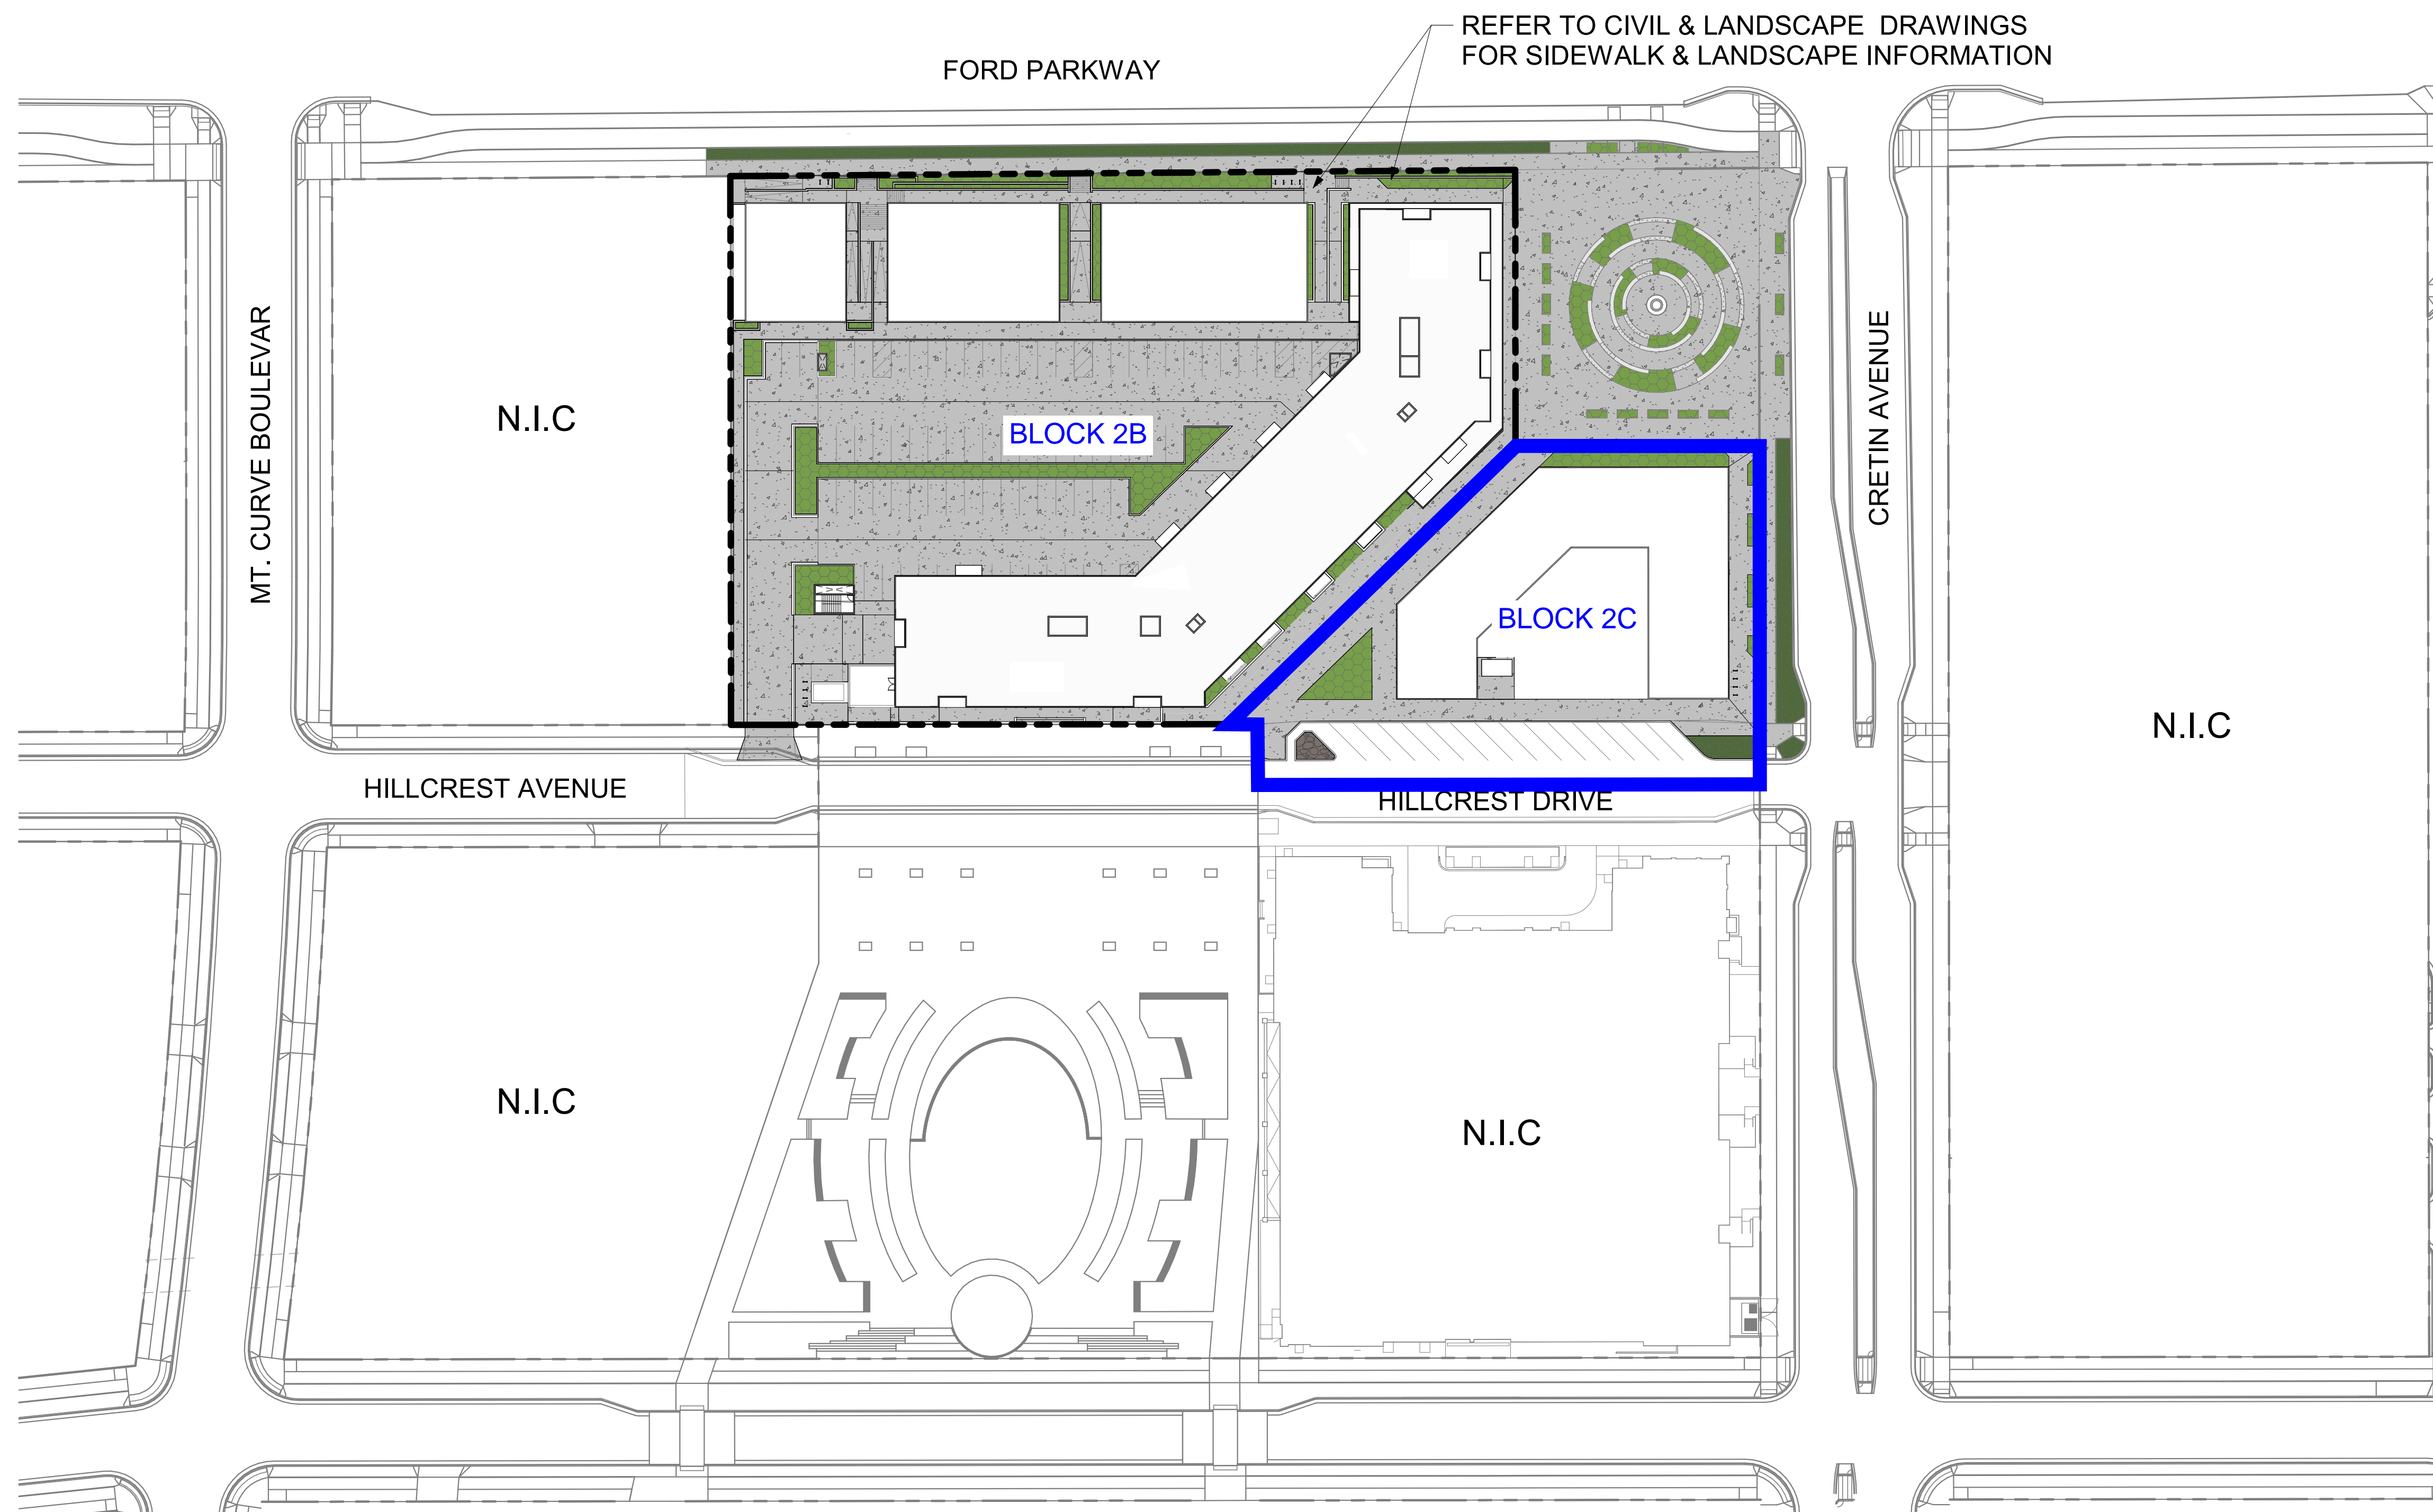 REFER TO CIVIL & LANDSCAPE DRAWINGS
FOR SIDEWALK & LANDSCAPE INFORMATION
FORD PARKWAY
MT. CURVE BOULEVAR
N.I.C
BLOCK 2B
CRETIN AVENUE
BLOCK 2C
N.I.C
HILLCREST AVENUE
HILLCREST DRIVE
N.I.C
N.I.C